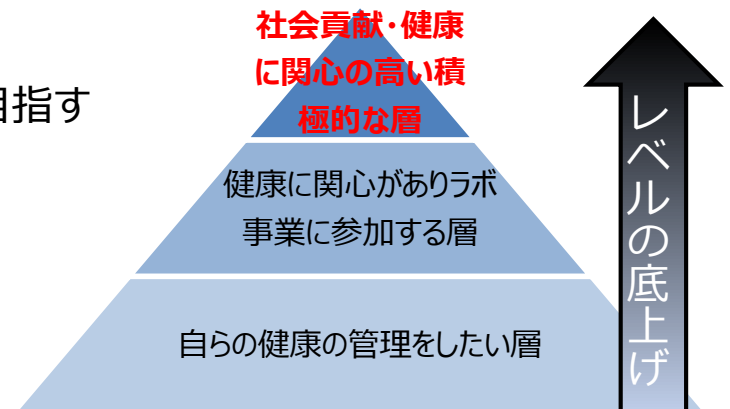 社会貢献・健康
に関心の高い積
極的な層
目指す
健康に関心がありラボ
事業に参加する層
自らの健康の管理をしたい層
レベルの底上げ